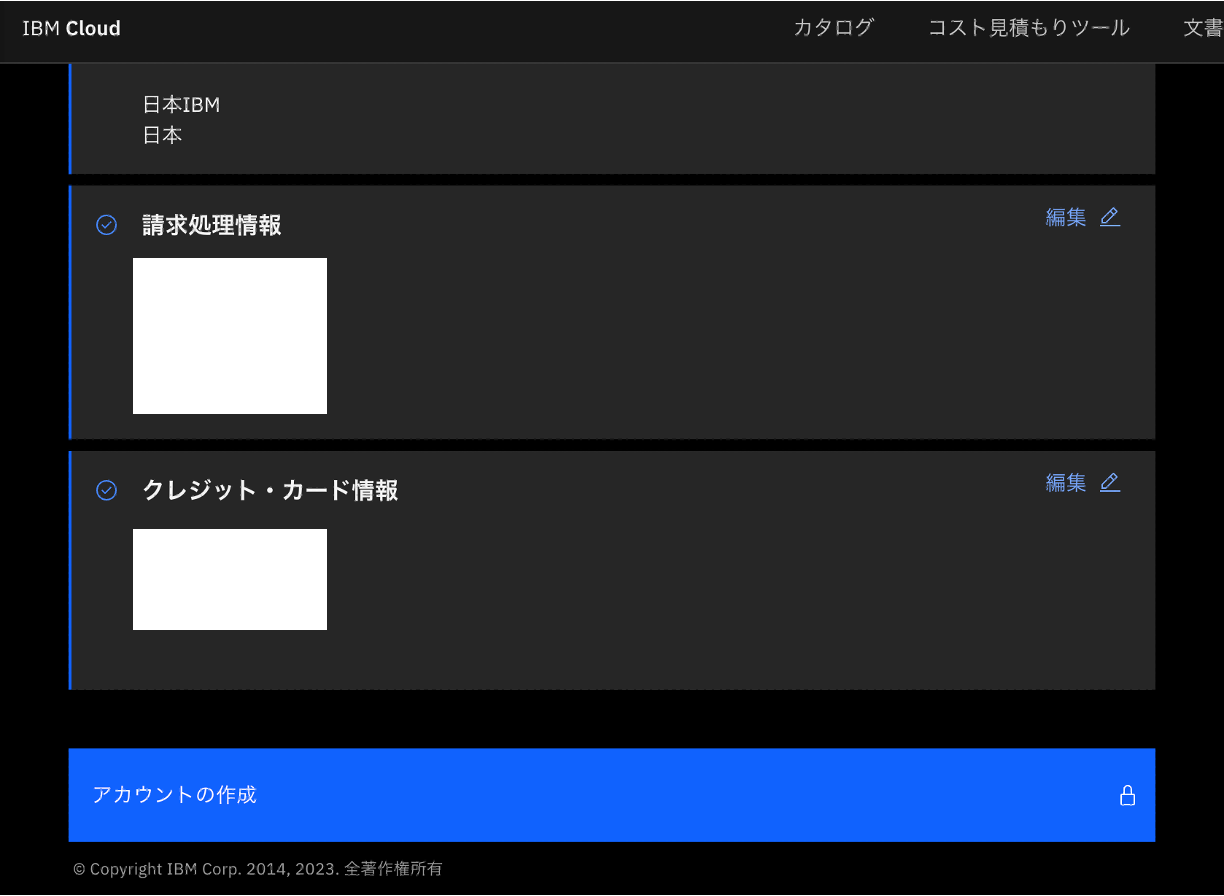 IBM Cloud カタログ コスト見積もりツール 文書
日本IBM
日本
請求処理情報 編集
クレジット・カード情報 編集
アカウントの作成
© Copyright IBM Corp. 2014, 2023. 全著作権所有